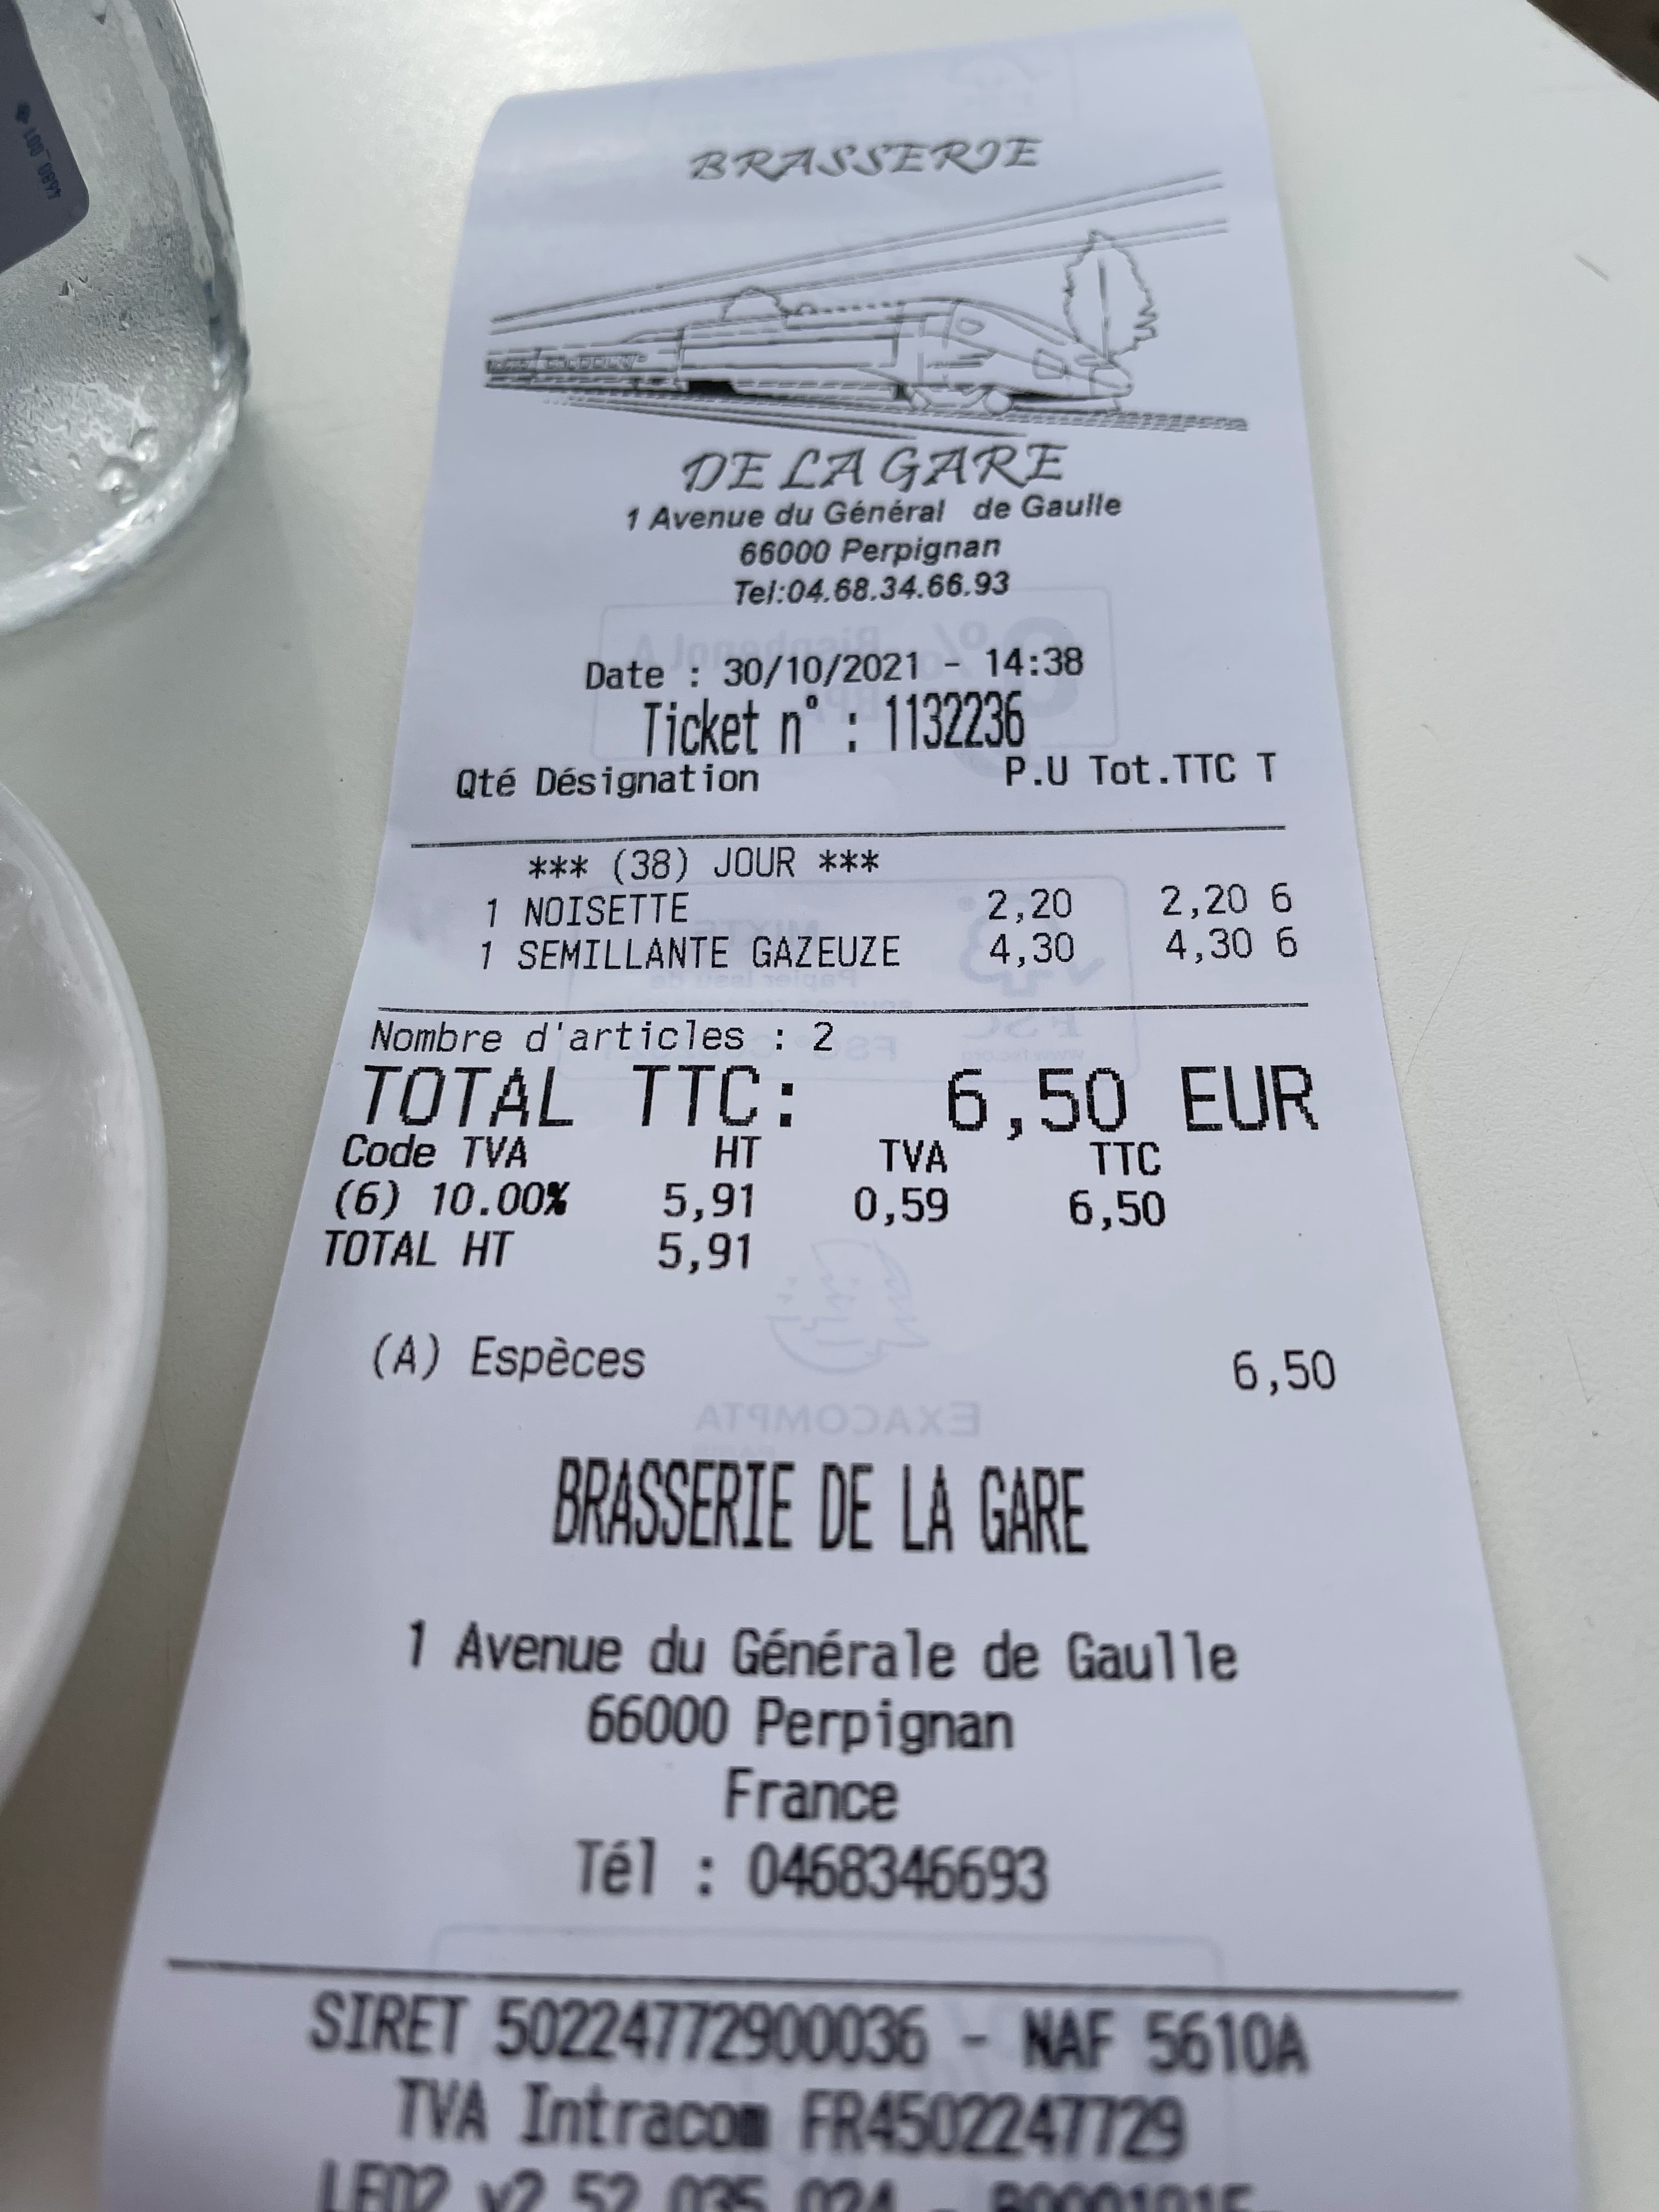 BRASSERIE
DE LA GARE
1 Avenue du Général de Gaulle
66000 Perpignan
Tel:04.68.34.66.93
Date : 30/10/2021 - 14:38
Ticket n° : 1132236
Qté Désignation P.U Tot.TTC T
*** (38) JOUR ***
1 NOISETTE 2,20 2,20 6
1 SEMILLANTE GAZEUZE 4,30 4,30 6
Nombre d'articles : 2
TOTAL TTC: 6,50 EUR
Code TVA HT TVA TTC
(6) 10.00% 5,91 0,59 6,50
TOTAL HT 5,91
(A) Espèces 6,50
EXACOMPTA
BRASSERIE DE LA GARE
1 Avenue du Générale de Gaulle
66000 Perpignan
France
Tél : 0468346693
SIRET 50224772900036 - NAF 5610A
TVA Intracom FR4502247729